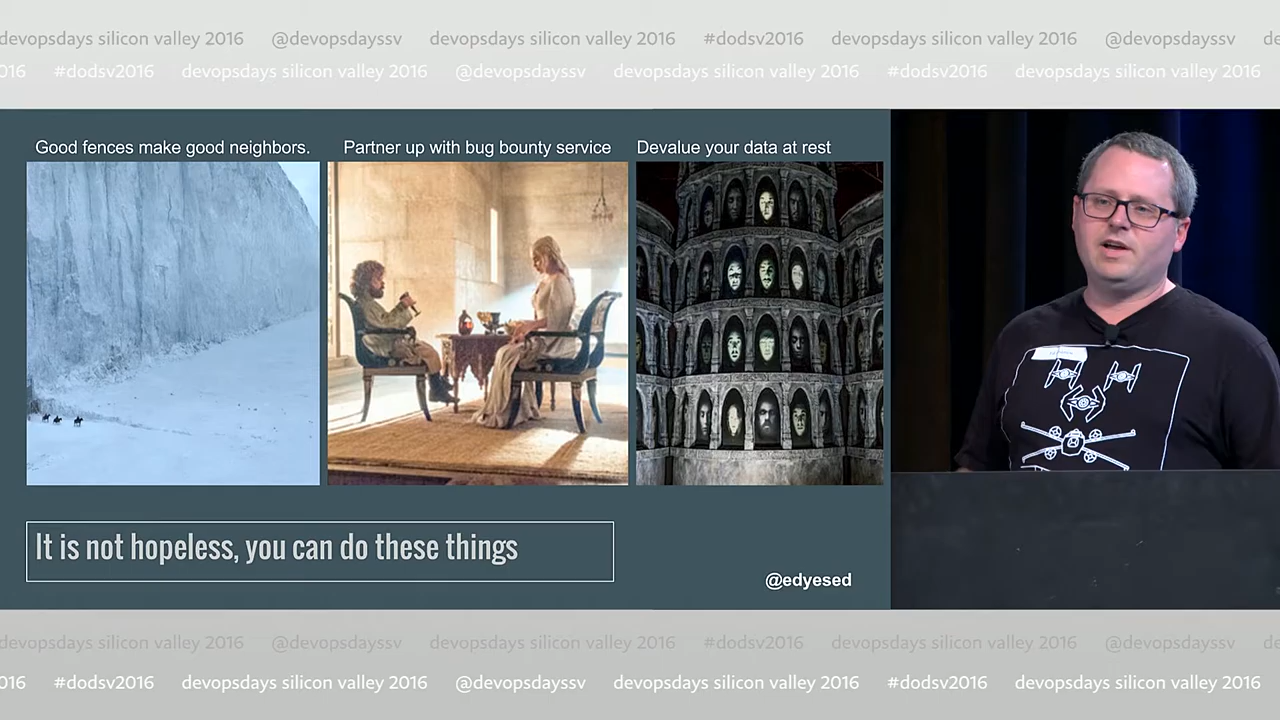 devopsdays silicon valley 2016 @devopsdayssv devopsdays silicon valley 2016 #dodsv2016 devopsdays silicon valley 2016 @devopsdayssv
016 #dodsv2016 devopsdays silicon valley 2016 @devopsdayssv devopsdays silicon valley 2016 #dodsv2016 devopsdays silicon valley 2016
Good fences make good neighbors.
Partner up with bug bounty service
Devalue your data at rest
It is not hopeless, you can do these things
@edyesed
devopsdays silicon valley 2016 @devopsdayssv devopsdays silicon valley 2016 #dodsv2016 devopsdays silicon valley 2016 @devopsdayssv
016 #dodsv2016 devopsdays silicon valley 2016 @devopsdayssv devopsdays silicon valley 2016 #dodsv2016 devopsdays silicon valley 2016